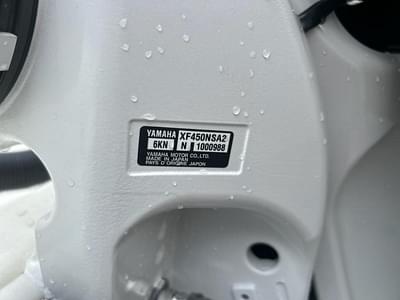 YAMAHA XF450NSA2
6KN N 1000988
YAMAHA MOTOR CO.,LTD.
MADE IN JAPAN
PAYS D'ORIGINE JAPON